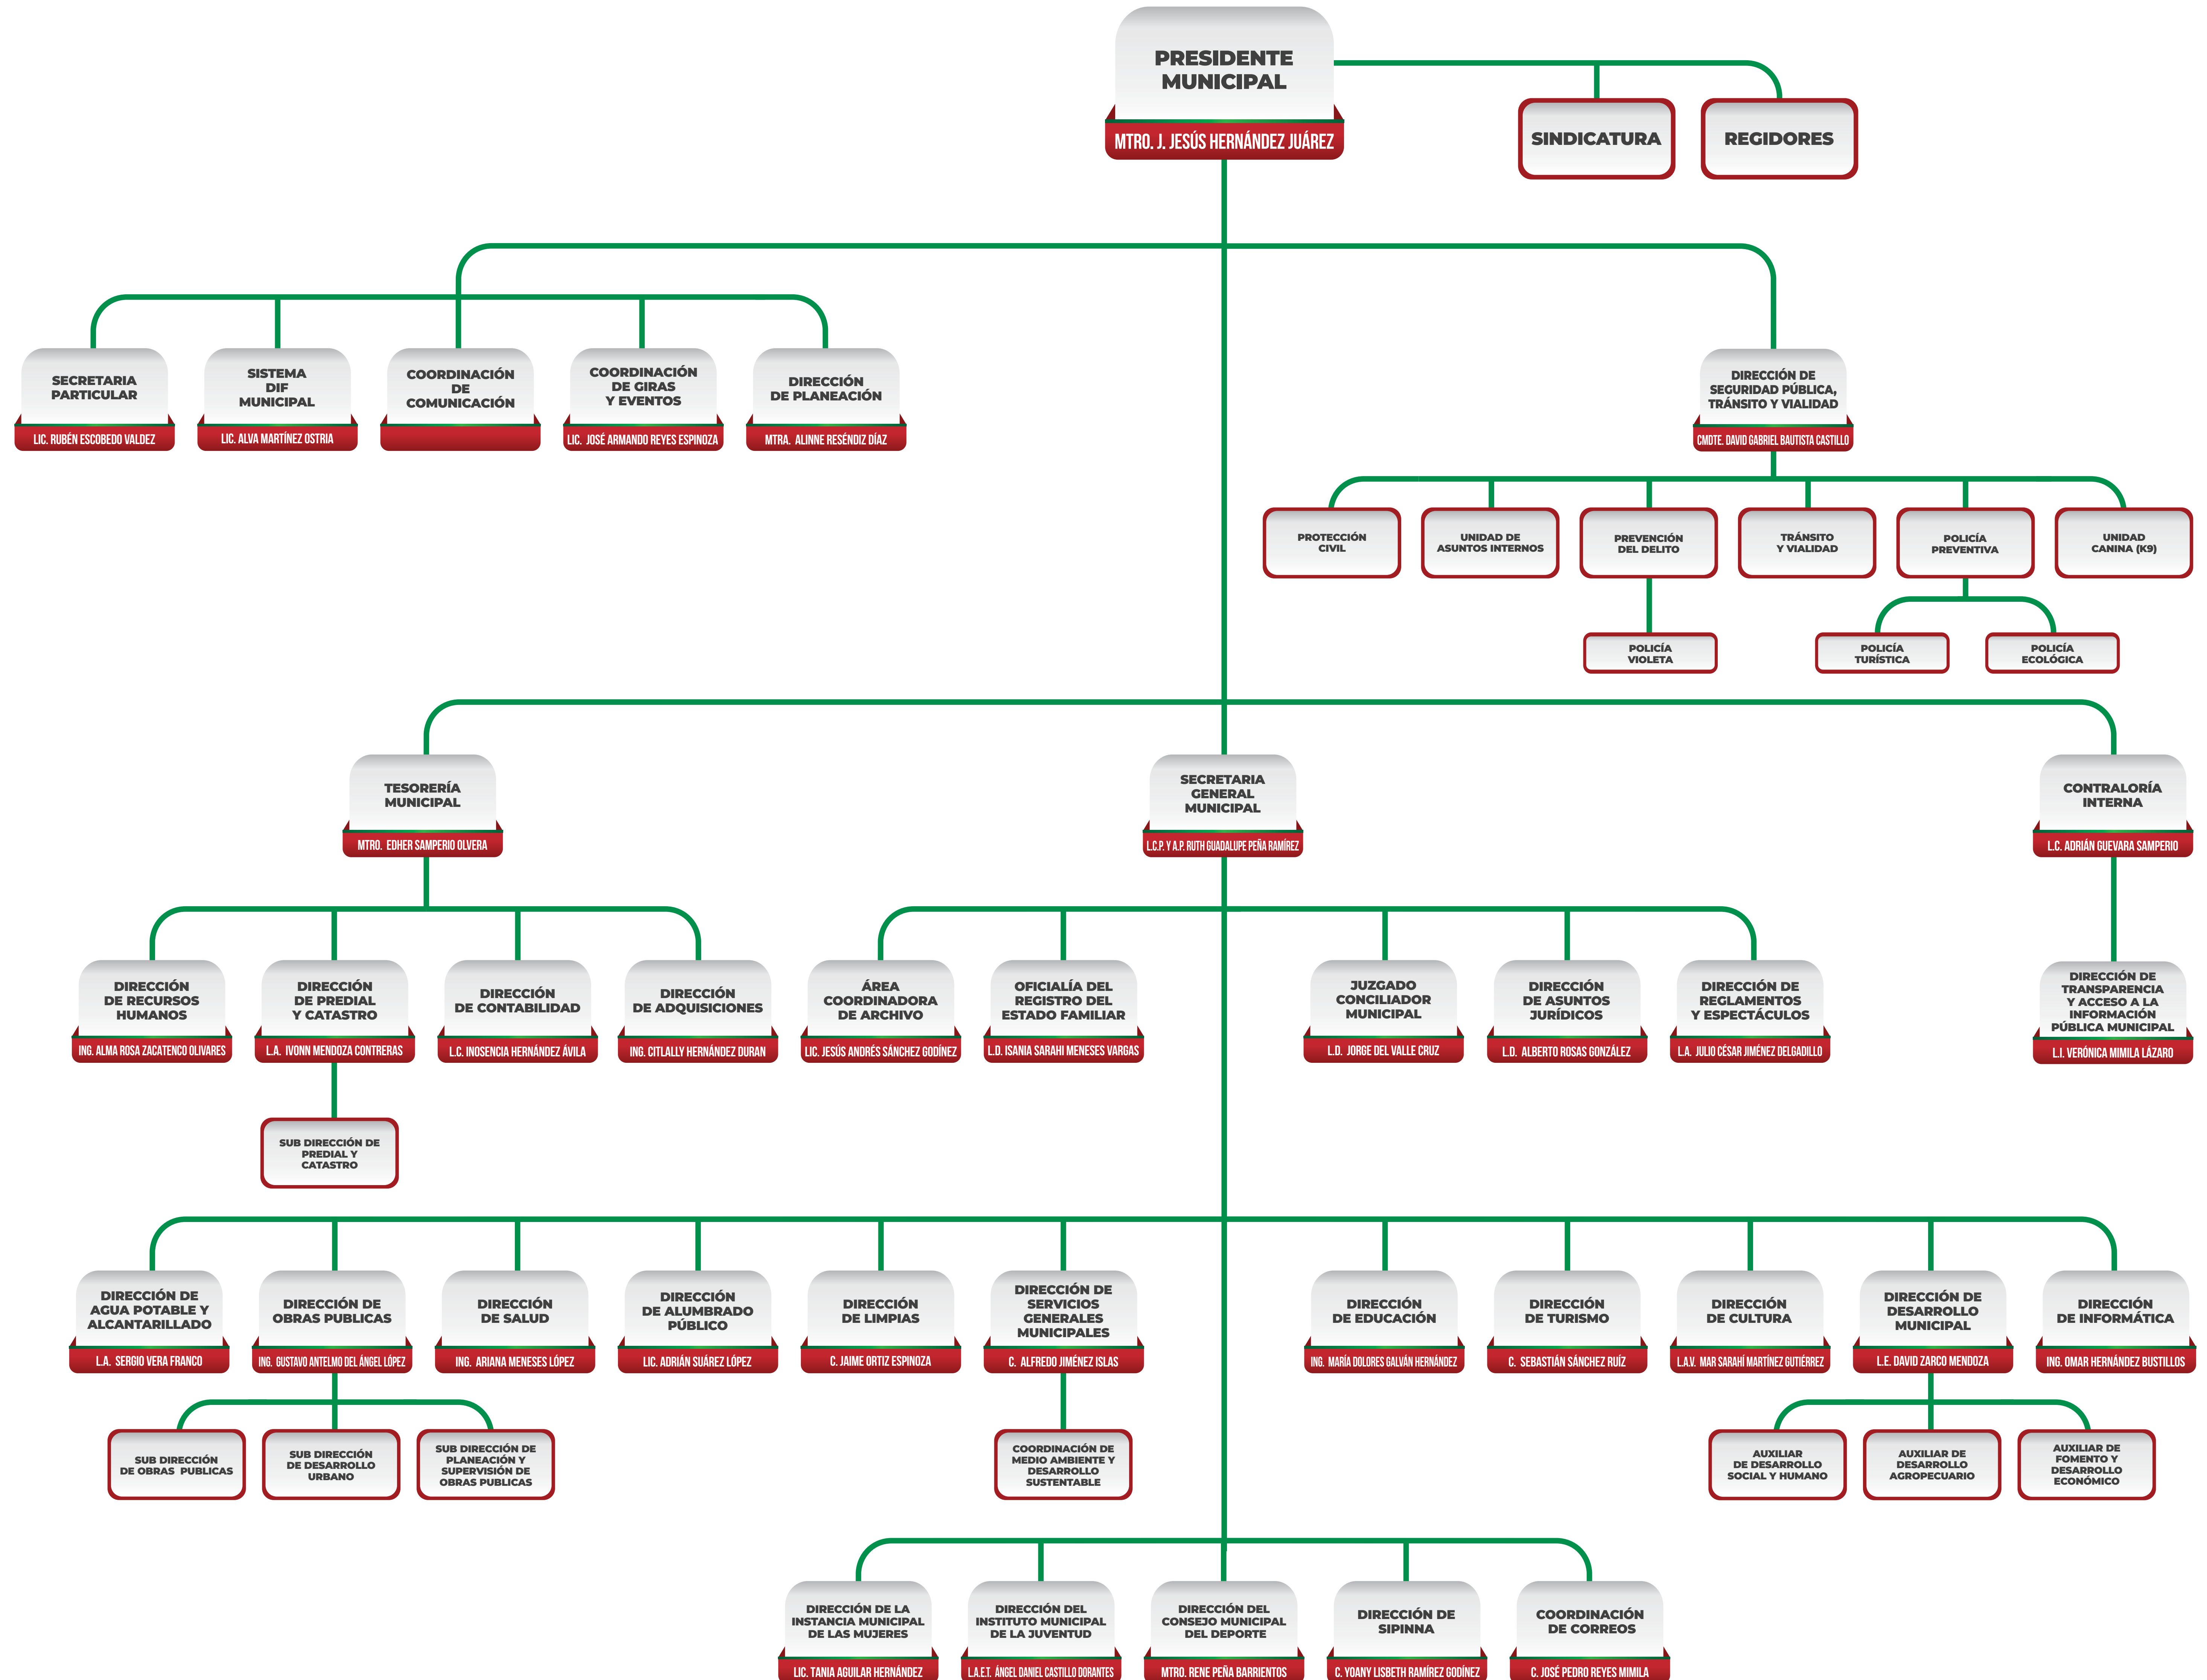 PRESIDENTE
MUNICIPAL
MTRO. J. JESÚS HERNÁNDEZ JUÁREZ
SINDICATURA
REGIDORES
SECRETARIA
PARTICULAR
LIC. RUBÉN ESCOBEDO VALDEZ
SISTEMA
DIF
MUNICIPAL
LIC. ALVA MARTÍNEZ OSTRIA
COORDINACIÓN
DE
COMUNICACIÓN
COORDINACIÓN
DE GIRAS
Y EVENTOS
LIC. JOSÉ ARMANDO REYES ESPINOZA
DIRECCIÓN
DE PLANEACIÓN
MTRA. ALINNE RESÉNDIZ DÍAZ
DIRECCIÓN DE
SEGURIDAD PÚBLICA,
TRÁNSITO Y VIALIDAD
CMDTE. DAVID GABRIEL BAUTISTA CASTILLO
PROTECCIÓN
CIVIL
UNIDAD DE
ASUNTOS INTERNOS
PREVENCIÓN
DEL DELITO
TRÁNSITO
Y VIALIDAD
POLICÍA
PREVENTIVA
UNIDAD
CANINA (K9)
POLICÍA
VIOLETA
POLICÍA
TURÍSTICA
POLICÍA
ECOLÓGICA
TESORERÍA
MUNICIPAL
MTRO. EDHER SAMPERIO OLVERA
SECRETARIA
GENERAL
MUNICIPAL
L.C.P. Y A.P. RUTH GUADALUPE PEÑA RAMÍREZ
CONTRALORÍA
INTERNA
L.C. ADRIÁN GUEVARA SAMPERIO
DIRECCIÓN
DE RECURSOS
HUMANOS
ING. ALMA ROSA ZACATENCO OLIVARES
DIRECCIÓN
DE PREDIAL
Y CATASTRO
L.A. IVONN MENDOZA CONTRERAS
DIRECCIÓN
DE CONTABILIDAD
L.C. INOSENCIA HERNÁNDEZ ÁVILA
DIRECCIÓN
DE ADQUISICIONES
ING. CITLALLY HERNÁNDEZ DURAN
ÁREA
COORDINADORA
DE ARCHIVO
LIC. JESÚS ANDRÉS SÁNCHEZ GODÍNEZ
OFICIALÍA DEL
REGISTRO DEL
ESTADO FAMILIAR
L.D. ISANIA SARAHI MENESES VARGAS
JUZGADO
CONCILIADOR
MUNICIPAL
L.D. JORGE DEL VALLE CRUZ
DIRECCIÓN
DE ASUNTOS
JURÍDICOS
L.D. ALBERTO ROSAS GONZÁLEZ
DIRECCIÓN DE
REGLAMENTOS
Y ESPECTÁCULOS
L.A. JULIO CÉSAR JIMÉNEZ DELGADILLO
DIRECCIÓN DE
TRANSPARENCIA
Y ACCESO A LA
INFORMACIÓN
PÚBLICA MUNICIPAL
L.I. VERÓNICA MIMILA LÁZARO
SUB DIRECCIÓN DE
PREDIAL Y
CATASTRO
DIRECCIÓN DE
AGUA POTABLE Y
ALCANTARILLADO
L.A. SERGIO VERA FRANCO
DIRECCIÓN DE
OBRAS PUBLICAS
ING. GUSTAVO ANTELMO DEL ÁNGEL LÓPEZ
DIRECCIÓN
DE SALUD
ING. ARIANA MENESES LÓPEZ
DIRECCIÓN
DE ALUMBRADO
PÚBLICO
LIC. ADRIÁN SUÁREZ LÓPEZ
DIRECCIÓN
DE LIMPIAS
C. JAIME ORTIZ ESPINOZA
DIRECCIÓN DE
SERVICIOS
GENERALES
MUNICIPALES
C. ALFREDO JIMÉNEZ ISLAS
DIRECCIÓN
DE EDUCACIÓN
ING. MARÍA DOLORES GALVÁN HERNÁNDEZ
DIRECCIÓN
DE TURISMO
C. SEBASTIÁN SÁNCHEZ RUÍZ
DIRECCIÓN
DE CULTURA
L.A.V. MAR SARAHÍ MARTÍNEZ GUTIÉRREZ
DIRECCIÓN DE
DESARROLLO
MUNICIPAL
L.E. DAVID ZARCO MENDOZA
DIRECCIÓN
DE INFORMÁTICA
ING. OMAR HERNÁNDEZ BUSTILLOS
SUB DIRECCIÓN
DE OBRAS PUBLICAS
SUB DIRECCIÓN
DE DESARROLLO
URBANO
SUB DIRECCIÓN DE
PLANEACIÓN Y
SUPERVISIÓN DE
OBRAS PUBLICAS
COORDINACIÓN DE
MEDIO AMBIENTE Y
DESARROLLO
SUSTENTABLE
AUXILIAR
DE DESARROLLO
SOCIAL Y HUMANO
AUXILIAR DE
DESARROLLO
AGROPECUARIO
AUXILIAR DE
FOMENTO Y
DESARROLLO
ECONÓMICO
DIRECCIÓN DE LA
INSTANCIA MUNICIPAL
DE LAS MUJERES
LIC. TANIA AGUILAR HERNÁNDEZ
DIRECCIÓN DEL
INSTITUTO MUNICIPAL
DE LA JUVENTUD
L.A.E.T. ÁNGEL DANIEL CASTILLO DORANTES
DIRECCIÓN DEL
CONSEJO MUNICIPAL
DEL DEPORTE
MTRO. RENE PEÑA BARRIENTOS
DIRECCIÓN DE
SIPINNA
C. YOANY LISBETH RAMÍREZ GODÍNEZ
COORDINACIÓN
DE CORREOS
C. JOSÉ PEDRO REYES MIMILA